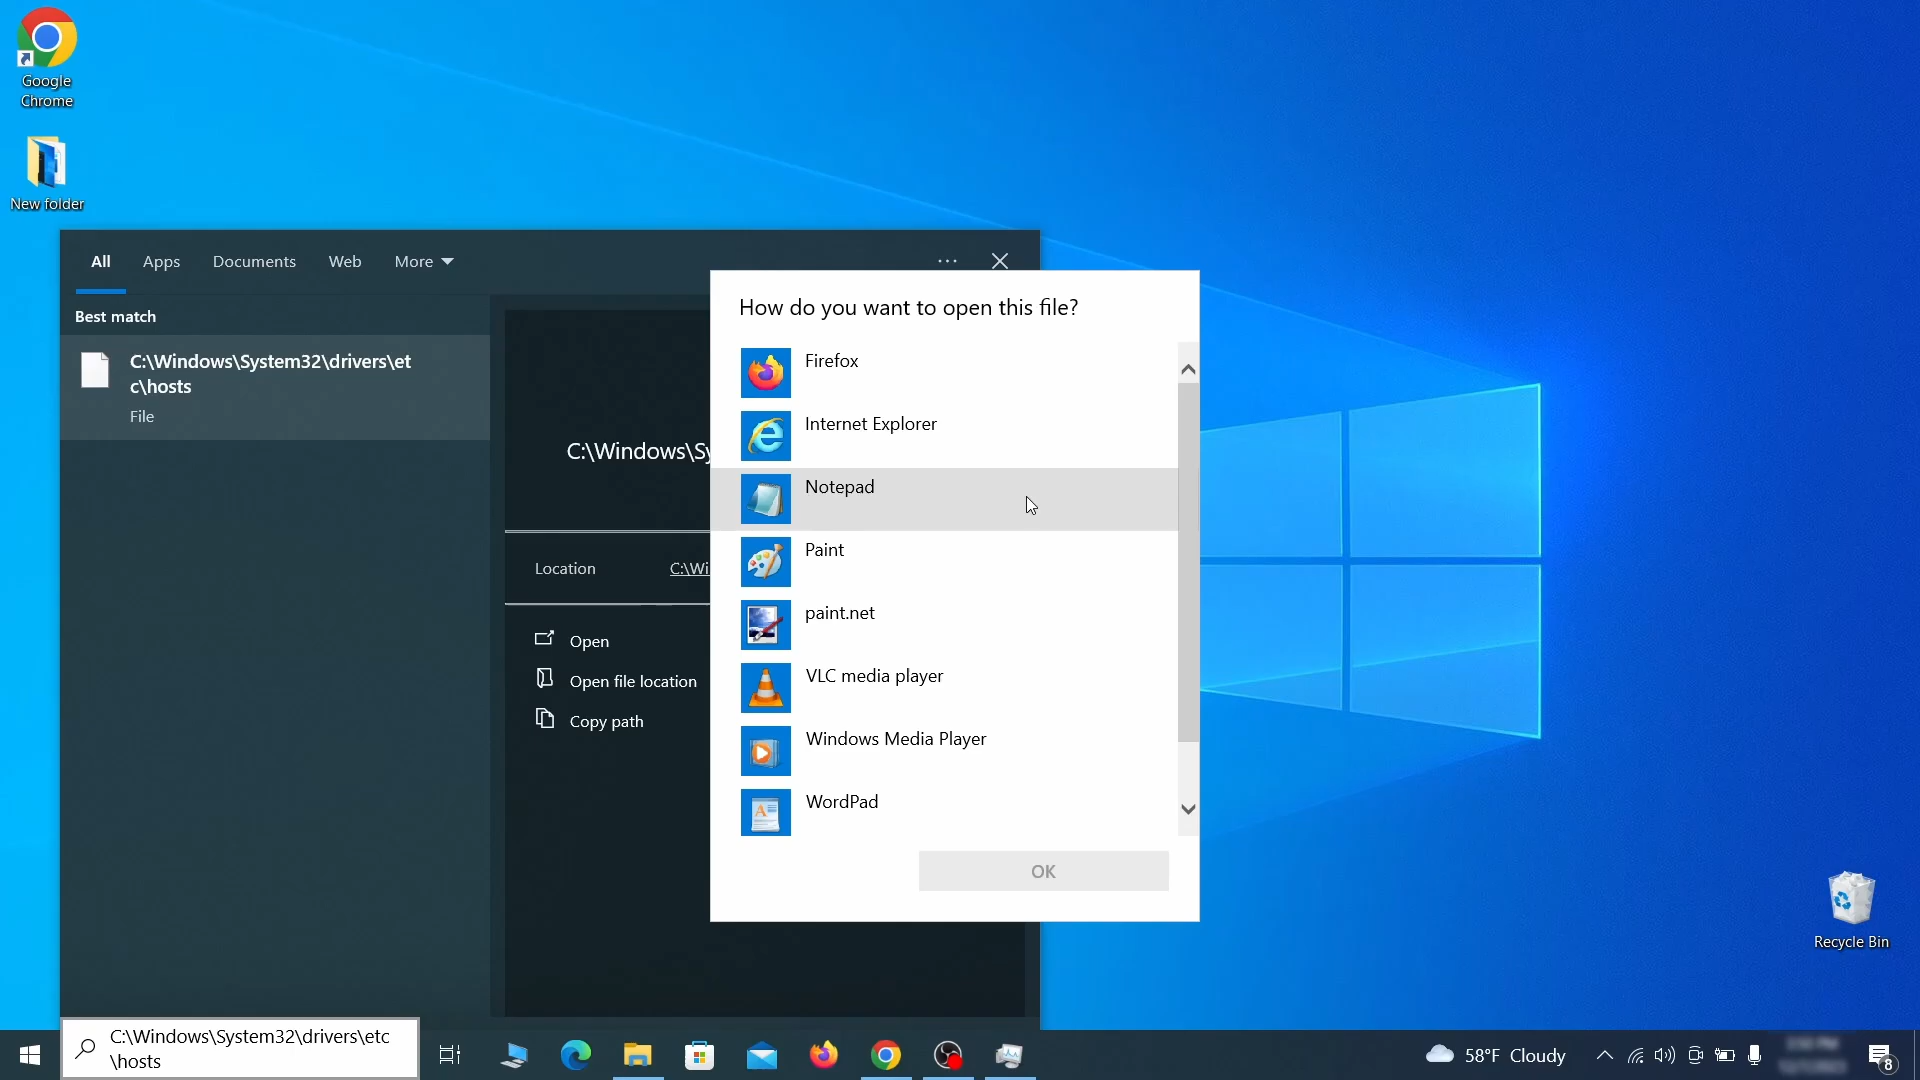 Google
Chrome
New folder
All Apps Documents Web More
Best match
C:\Windows\System32\drivers\et
c\hosts
File
C:\Windows\Sy
Location C:\Wi
Open
Open file location
Copy path
How do you want to open this file?
Firefox
Internet Explorer
Notepad
Paint
paint.net
VLC media player
Windows Media Player
WordPad
OK
Recycle Bin
C:\Windows\System32\drivers\etc
\hosts
58°F Cloudy
8